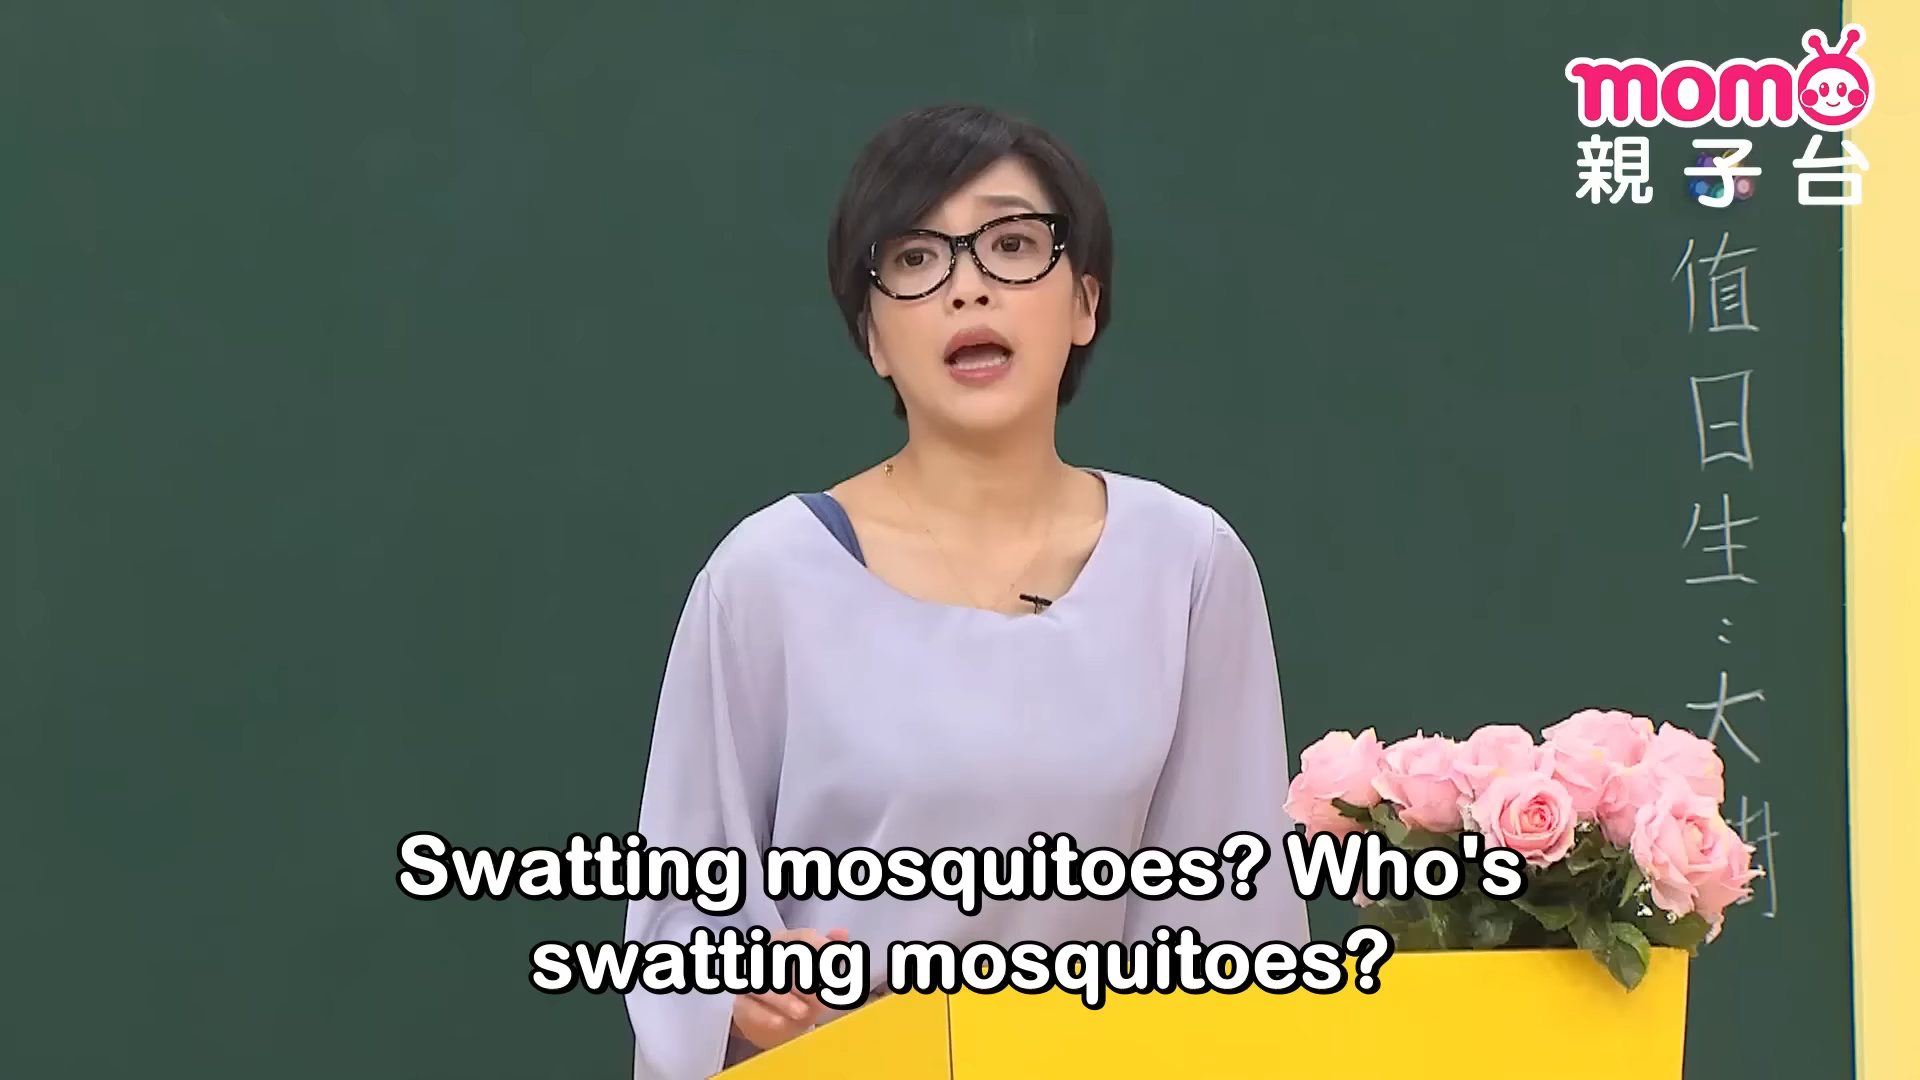 momo
親子台
值日生：大
Swatting mosquitoes? Who's
swatting mosquitoes?